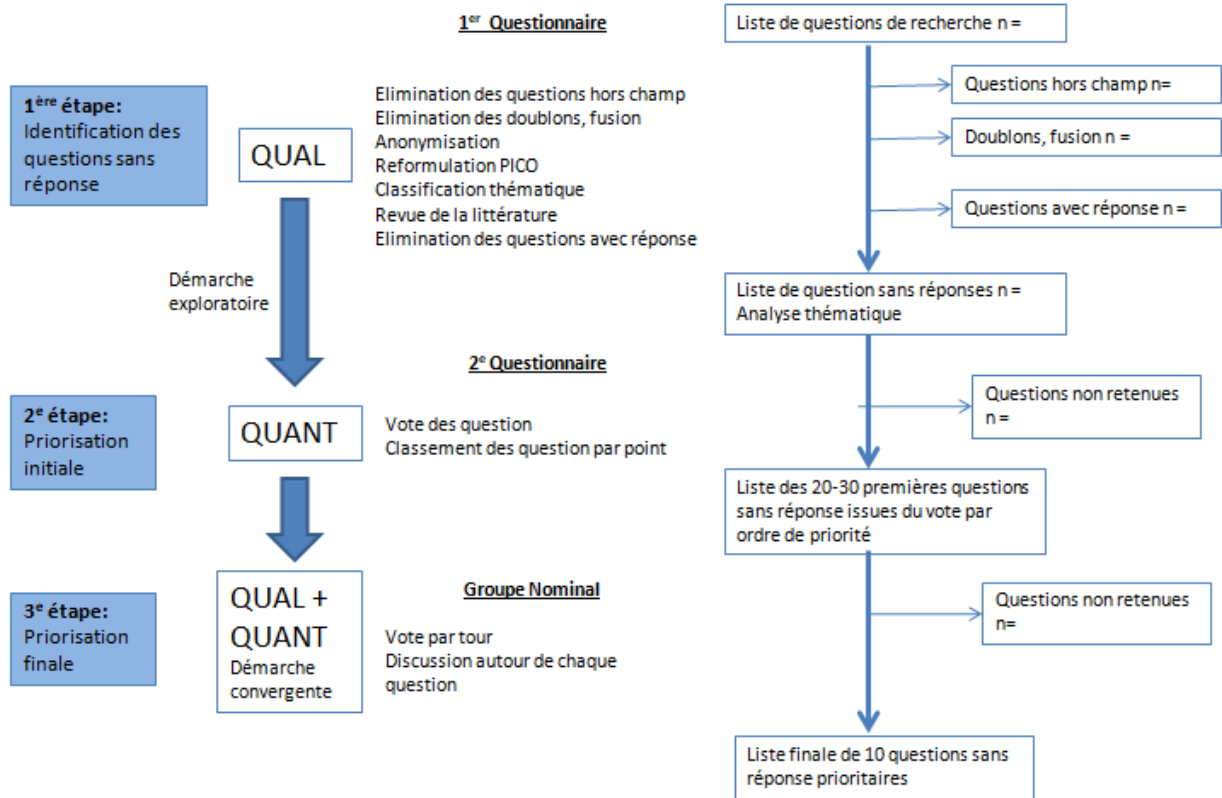 1er Questionnaire
Liste de questions de recherche n =
1ère étape:
Identification des
questions sans
réponse
QUAL
Elimination des questions hors champ
Elimination des doublons, fusion
Anonymisation
Reformulation PICO
Classification thématique
Revue de la littérature
Elimination des questions avec réponse
Questions hors champ n=
Doublons, fusion n =
Questions avec réponse n =
Démarche
exploratoire
Liste de question sans réponses n =
Analyse thématique
2e Questionnaire
2e étape:
Priorisation
initiale
QUANT
Vote des question
Classement des question par point
Questions non retenues
n =
Liste des 20-30 premières questions
sans réponse issues du vote par
ordre de priorité
3e étape:
Priorisation
finale
QUAL +
QUANT
Démarche
convergente
Groupe Nominal
Vote par tour
Discussion autour de chaque
question
Questions non retenues
n=
Liste finale de 10 questions sans
réponse prioritaires